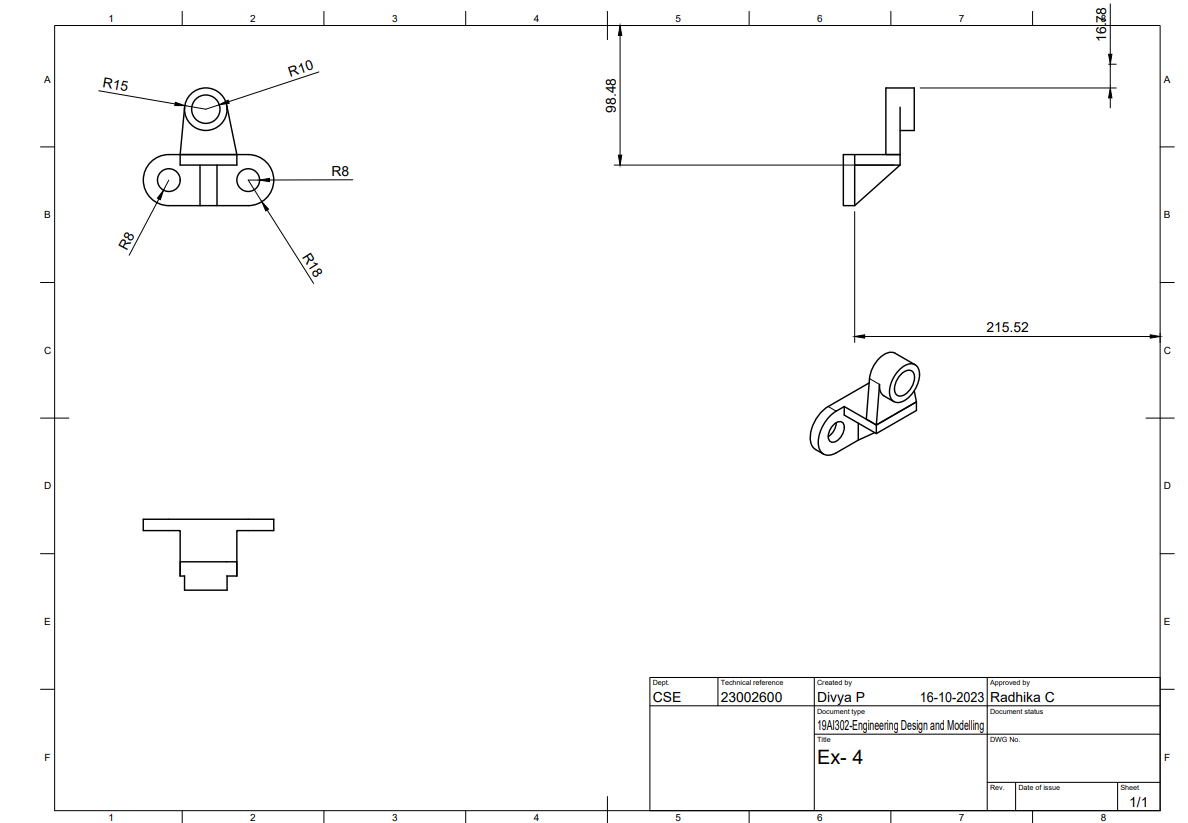 1 2 3 4 5 6 7 8
A A
B B
C C
D D
E E
F F
R15
R10
R8
R8
R18
98.48
16.78
215.52
Dept.
CSE
Technical reference
23002600
Created by
Divya P 16-10-2023
Approved by
Radhika C
Document type
19AI302-Engineering Design and Modelling
Document status
Title
Ex- 4
DWG No.
Rev.
Date of issue
Sheet
1/1
1 2 3 4 5 6 7 8